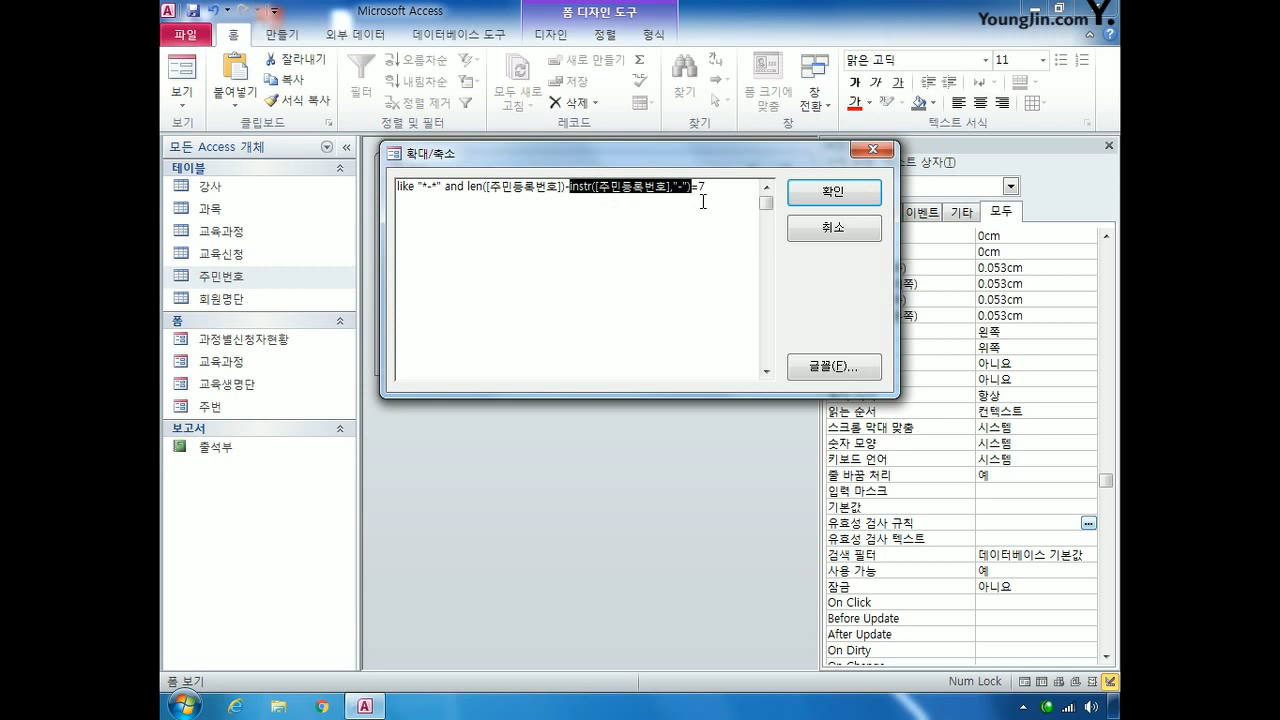 Microsoft Access
폼 디자인 도구
YoungJin.com Y.
파일
홈
만들기
외부 데이터
데이터베이스 도구
디자인
정렬
형식
보기
붙여넣기
잘라내기
복사
서식 복사
필터
오름차순
내림차순
정렬 제거
모두 새로
고침
새로 만들기
저장
삭제
찾기
폼 크기에
맞춤
창
전환
맑은 고딕
11
가 가 가
가
보기
클립보드
정렬 및 필터
레코드
찾기
창
텍스트 서식
모든 Access 개체
테이블
강사
과목
교육과정
교육신청
주민번호
회원명단
폼
과정별신청자현황
교육과정
교육생명단
주번
보고서
출석부
확대/축소
like "*-*" and len([주민등록번호])-instr([주민등록번호],"-")=7
확인
취소
글꼴(F)...
스트 상자(T)
이벤트
기타
모두
0cm
0cm
0.053cm
쪽) 0.053cm
0.053cm
쪽) 0.053cm
왼쪽
위쪽
아니요
아니요
항상
읽는 순서 컨텍스트
스크롤 막대 맞춤 시스템
숫자 모양 시스템
키보드 언어 시스템
줄 바꿈 처리 예
입력 마스크
기본값
유효성 검사 규칙
유효성 검사 텍스트
검색 필터 데이터베이스 기본값
사용 가능 예
잠금 아니요
On Click
Before Update
After Update
On Dirty
폼 보기
Num Lock